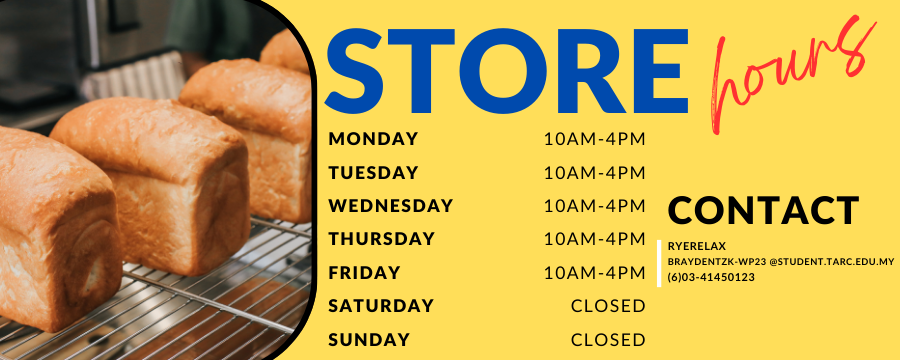 STORE hours
MONDAY 10AM-4PM
TUESDAY 10AM-4PM
WEDNESDAY 10AM-4PM
THURSDAY 10AM-4PM
FRIDAY 10AM-4PM
SATURDAY CLOSED
SUNDAY CLOSED
CONTACT
RYERELAX
BRAYDENTZK-WP23 @STUDENT.TARC.EDU.MY
(6)03-41450123